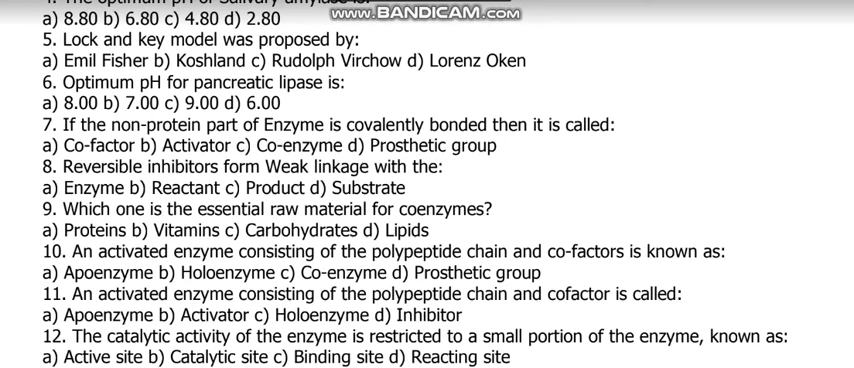 a) 8.80 b) 6.80 c) 4.80 d) 2.80
www.BANDICAM.COM
5. Lock and key model was proposed by:
a) Emil Fisher b) Koshland c) Rudolph Virchow d) Lorenz Oken
6. Optimum pH for pancreatic lipase is:
a) 8.00 b) 7.00 c) 9.00 d) 6.00
7. If the non-protein part of Enzyme is covalently bonded then it is called:
a) Co-factor b) Activator c) Co-enzyme d) Prosthetic group
8. Reversible inhibitors form Weak linkage with the:
a) Enzyme b) Reactant c) Product d) Substrate
9. Which one is the essential raw material for coenzymes?
a) Proteins b) Vitamins c) Carbohydrates d) Lipids
10. An activated enzyme consisting of the polypeptide chain and co-factors is known as:
a) Apoenzyme b) Holoenzyme c) Co-enzyme d) Prosthetic group
11. An activated enzyme consisting of the polypeptide chain and cofactor is called:
a) Apoenzyme b) Activator c) Holoenzyme d) Inhibitor
12. The catalytic activity of the enzyme is restricted to a small portion of the enzyme, known as:
a) Active site b) Catalytic site c) Binding site d) Reacting site